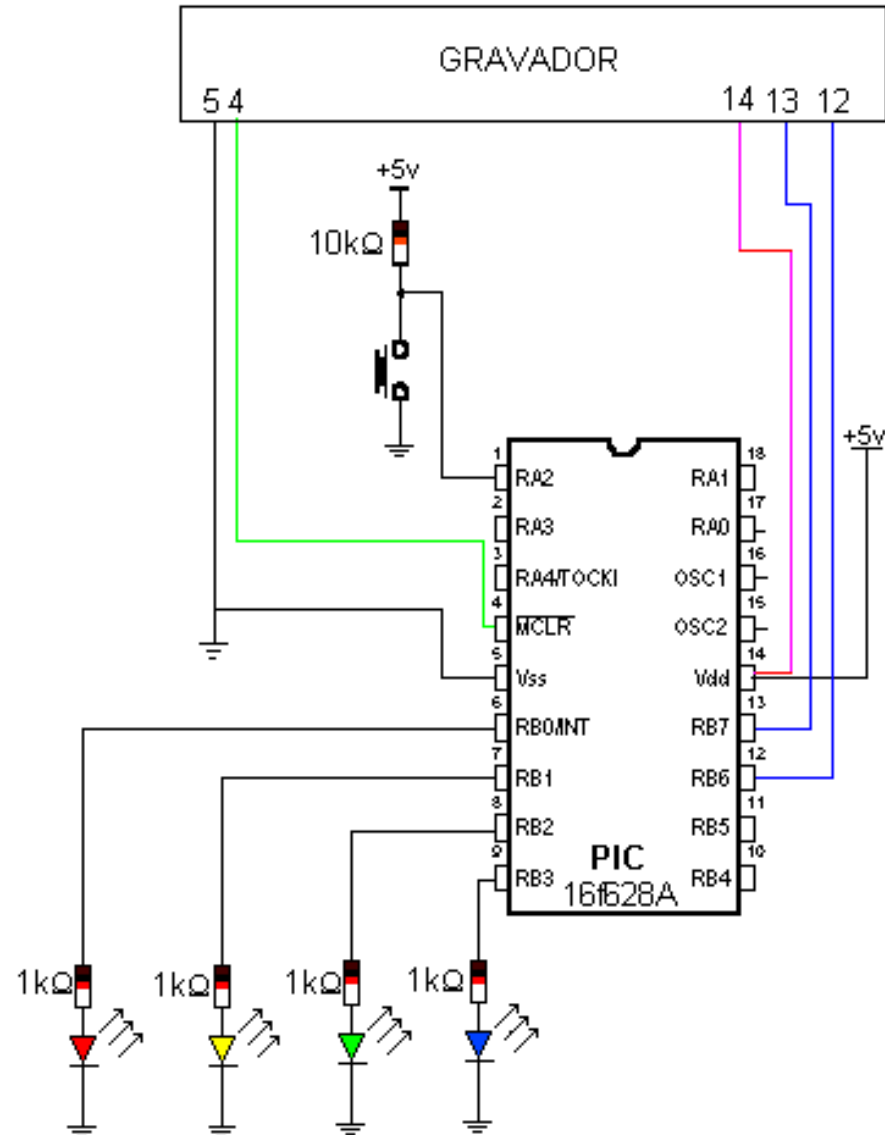 GRAVADOR
5 4 14 13 12
+5v
10kΩ
+5v
1 18
RA2 RA1
2 17
RA3 RA0
3 16
RA4/TOCKI OSC1
4 15
MCLR OSC2
5 14
Vss Vdd
6 13
RB0/INT RB7
7 12
RB1 RB6
8 11
RB2 RB5
9 10
PIC
RB3 RB4
16f628A
1kΩ 1kΩ 1kΩ 1kΩ